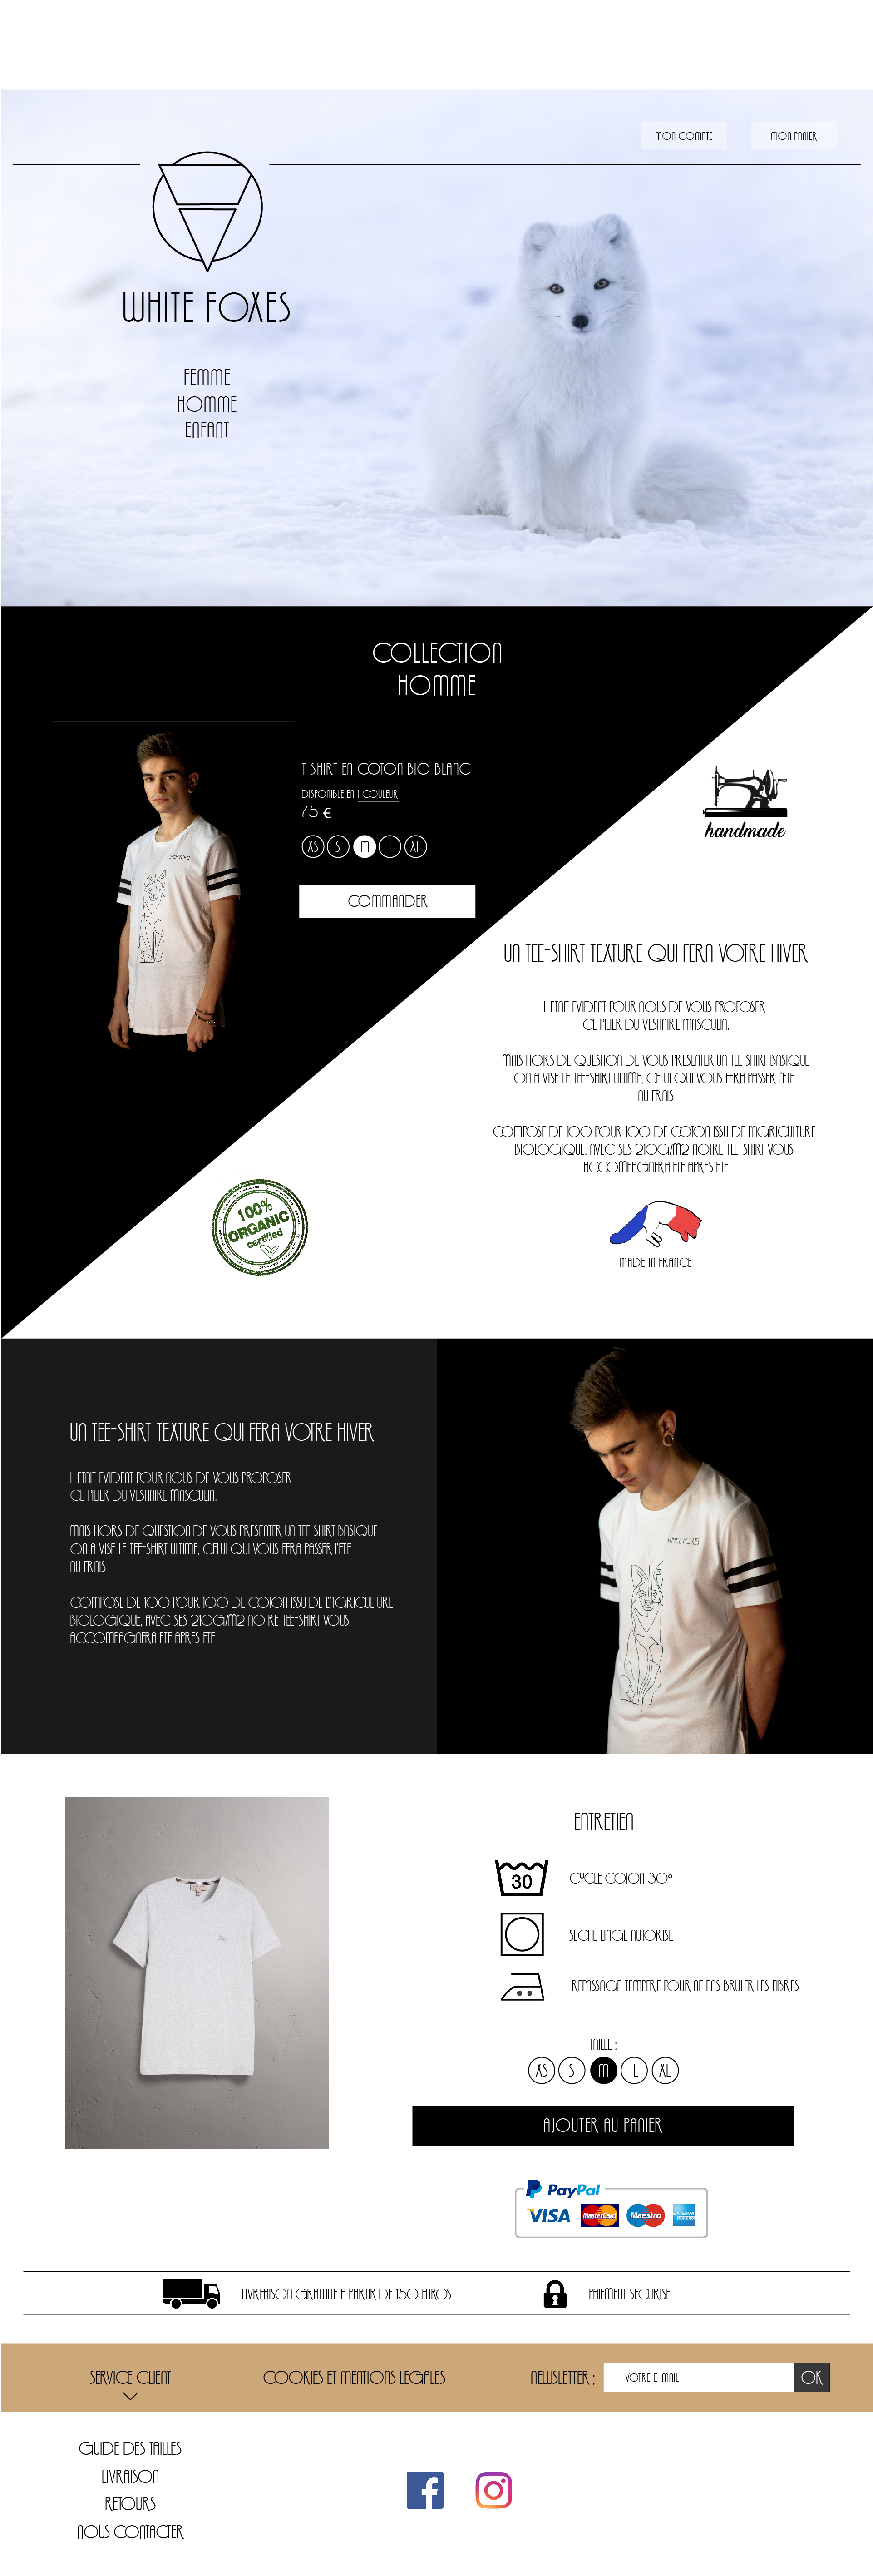 MON COMPTE
MON PANIER
WHITE FOXES
FEMME
HOMME
ENFANT
COLLECTION
HOMME
T-SHIRT EN COTON BIO BLANC
DISPONIBLE EN 1 COULEUR
75 €
XS S M L XL
COMMANDER
WHITE FOXES
handmade
UN TEE-SHIRT TEXTURE QUI FERA VOTRE HIVER
L ETAIT EVIDENT POUR NOUS DE VOUS PROPOSER
CE PILIER DU VESTIAIRE MASCULIN.
MAIS HORS DE QUESTION DE VOUS PRESENTER UN TEE SHIRT BASIQUE
ON A VISE LE TEE-SHIRT ULTIME, CELUI QUI VOUS FERA PASSER L'ETE
AU FRAIS
COMPOSE DE 100 POUR 100 DE COTON ISSU DE L'AGRICULTURE
BIOLOGIQUE, AVEC SES 210G/M2 NOTRE TEE-SHIRT VOUS
ACCOMPAGNERA ETE APRES ETE
100%
ORGANIC
certified
MADE IN FRANCE
UN TEE-SHIRT TEXTURE QUI FERA VOTRE HIVER
L ETAIT EVIDENT POUR NOUS DE VOUS PROPOSER
CE PILIER DU VESTIAIRE MASCULIN.
MAIS HORS DE QUESTION DE VOUS PRESENTER UN TEE SHIRT BASIQUE
ON A VISE LE TEE-SHIRT ULTIME, CELUI QUI VOUS FERA PASSER L'ETE
AU FRAIS
COMPOSE DE 100 POUR 100 DE COTON ISSU DE L'AGRICULTURE
BIOLOGIQUE, AVEC SES 210G/M2 NOTRE TEE-SHIRT VOUS
ACCOMPAGNERA ETE APRES ETE
WHITE FOXES
ENTRETIEN
30
CYCLE COTON 30°
SECHE LINGE AUTORISE
REPASSAGE TEMPERE POUR NE PAS BRULER LES FIBRES
TAILLE :
XS S M L XL
AJOUTER AU PANIER
PayPal
VISA MasterCard Maestro
LIVREAISON GRATUITE A PARTIR DE 150 EUROS
PAIEMENT SECURISE
SERVICE CLIENT
COOKIES ET MENTIONS LEGALES
NEWSLETTER :
VOTRE E-MAIL
OK
GUIDE DES TAILLES
LIVRAISON
RETOURS
NOUS CONTACTER